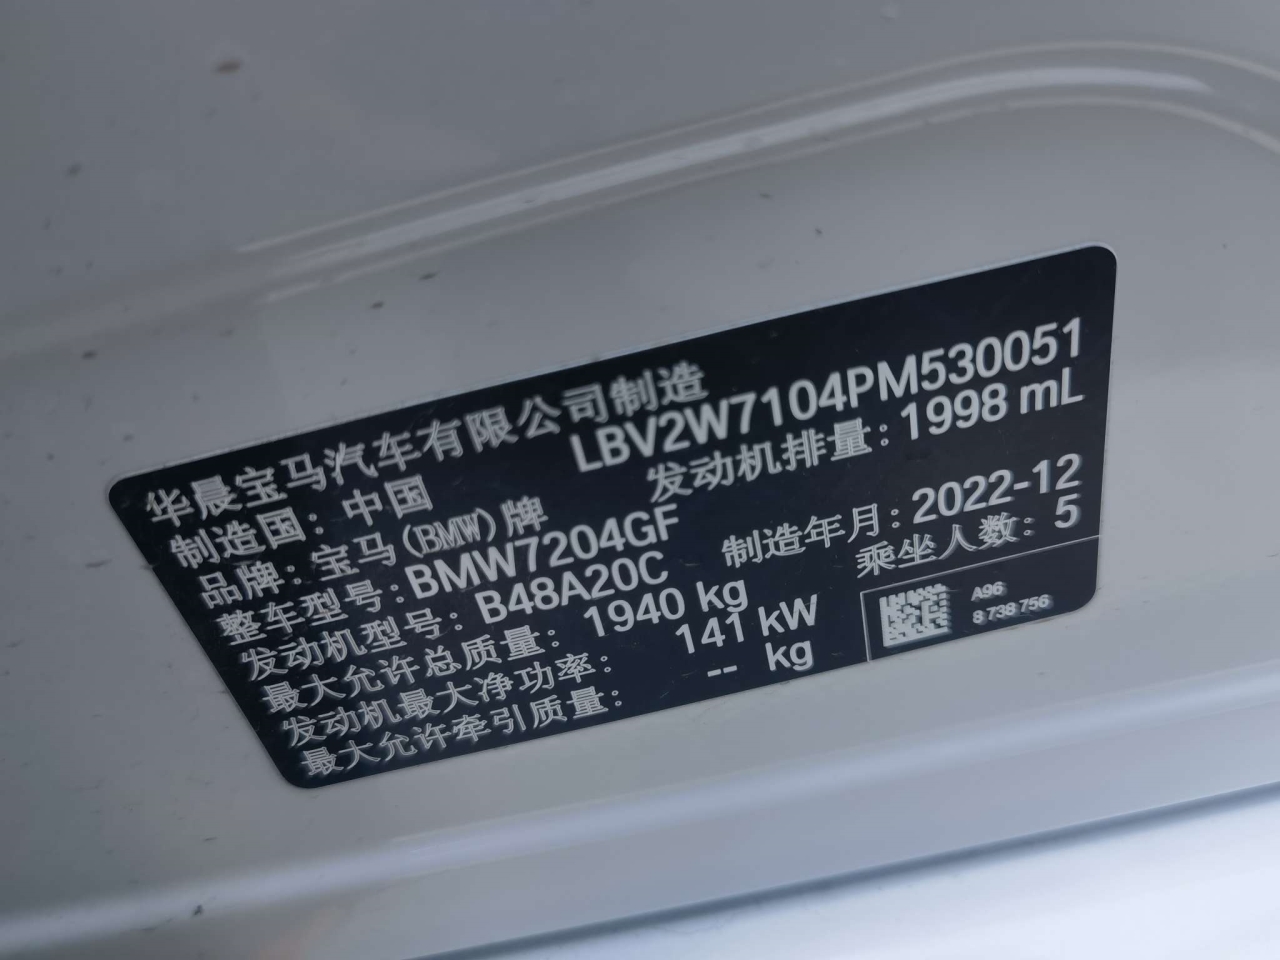 华晨宝马汽车有限公司制造
制造国：中国 LBV2W7104PM530051
品牌：宝马(BMW)牌 发动机排量：1998 mL
整车型号：BMW7204GF
发动机型号：B48A20C 制造年月：2022-12
最大允许总质量：1940 kg 乘坐人数：5
发动机最大净功率：141 kW
最大允许牵引质量：-- kg
A96
8 738 756